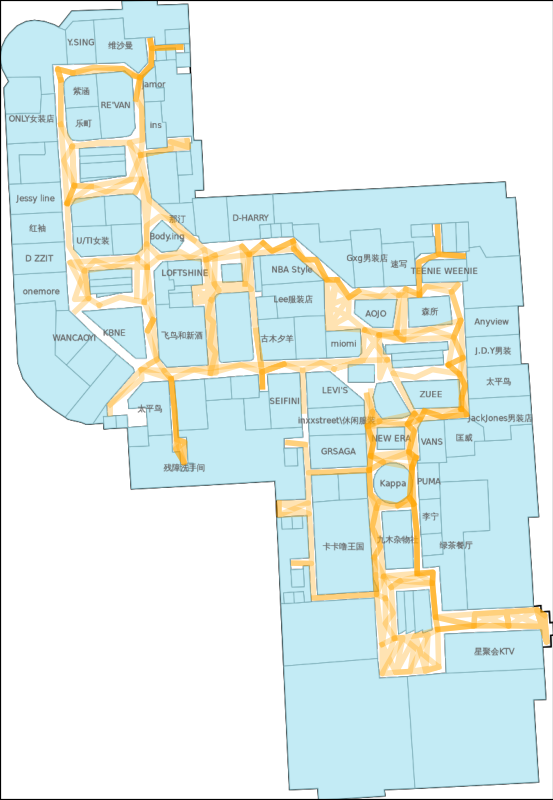 Y.SING
维沙曼
jamor
紫涵
RE'VAN
ONLY女装店
乐町
ins
Jessy line
那汀
D-HARRY
红袖
U/TI女装
Body.ing
D ZZIT
Gxg男装店
速写
LOFTSHINE
NBA Style
TEENIE WEENIE
onemore
Lee服装店
AOJO
森所
Anyview
WANCAOYI
K8NE
飞鸟和新酒
古木夕羊
miomi
J.D.Y男装
太平鸟
LEVI'S
ZUEE
太平鸟
SEIFINI
inxxstreet\休闲服装
JackJones男装店
NEW ERA
VANS
匡威
GRSAGA
残障洗手间
Kappa
PUMA
李宁
卡卡噜王国
九木杂物社
绿茶餐厅
星聚会KTV